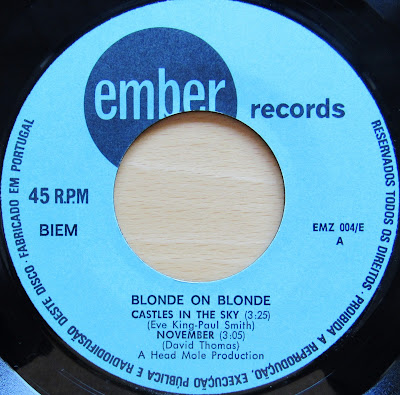 ember records
45 R.P.M
BIEM
EMZ 004/E
A
BLONDE ON BLONDE
CASTLES IN THE SKY (3:25)
(Eve King-Paul Smith)
NOVEMBER (3:05)
(David Thomas)
A Head Mole Production
RESERVADOS TODOS OS DIREITOS · PROIBIDA A REPRODUÇÃO, EXECUÇÃO PÚBLICA E RADIODIFUSÃO DESTE DISCO · FABRICADO EM PORTUGAL